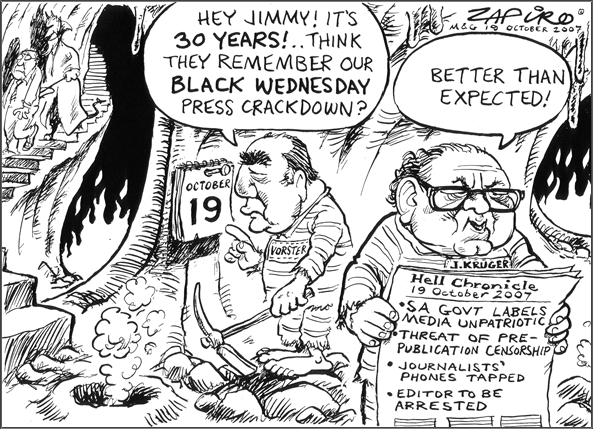 ZAPIRO
M&G 19 OCTOBER 2007
HEY JIMMY! IT'S
30 YEARS!..THINK
THEY REMEMBER OUR
BLACK WEDNESDAY
PRESS CRACKDOWN?
BETTER THAN
EXPECTED!
OCTOBER
19
VORSTER
J. KRUGER
Hell Chronicle
19 October 2007
• SA GOVT LABELS
MEDIA UNPATRIOTIC
• THREAT OF PRE-
PUBLICATION CENSORSHIP
• JOURNALISTS'
PHONES TAPPED
• EDITOR TO BE
ARRESTED